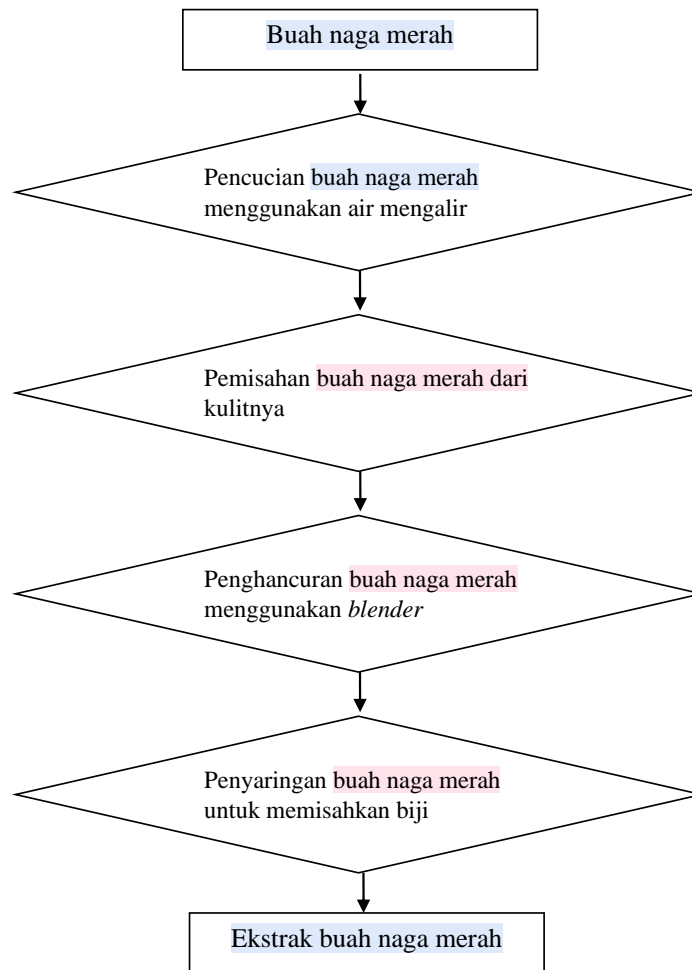 Buah naga merah
Pencucian buah naga merah
menggunakan air mengalir
Pemisahan buah naga merah dari
kulitnya
Penghancuran buah naga merah
menggunakan blender
Penyaringan buah naga merah
untuk memisahkan biji
Ekstrak buah naga merah